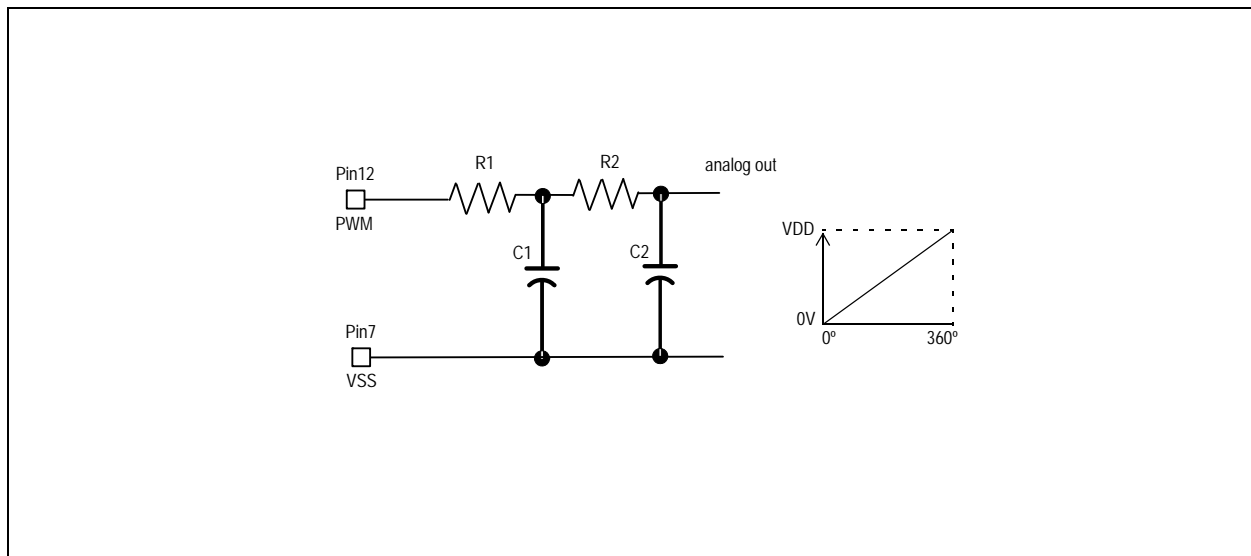 R1
R2
analog out
Pin12
PWM
C1
C2
VDD
0V
0º
360º
Pin7
VSS